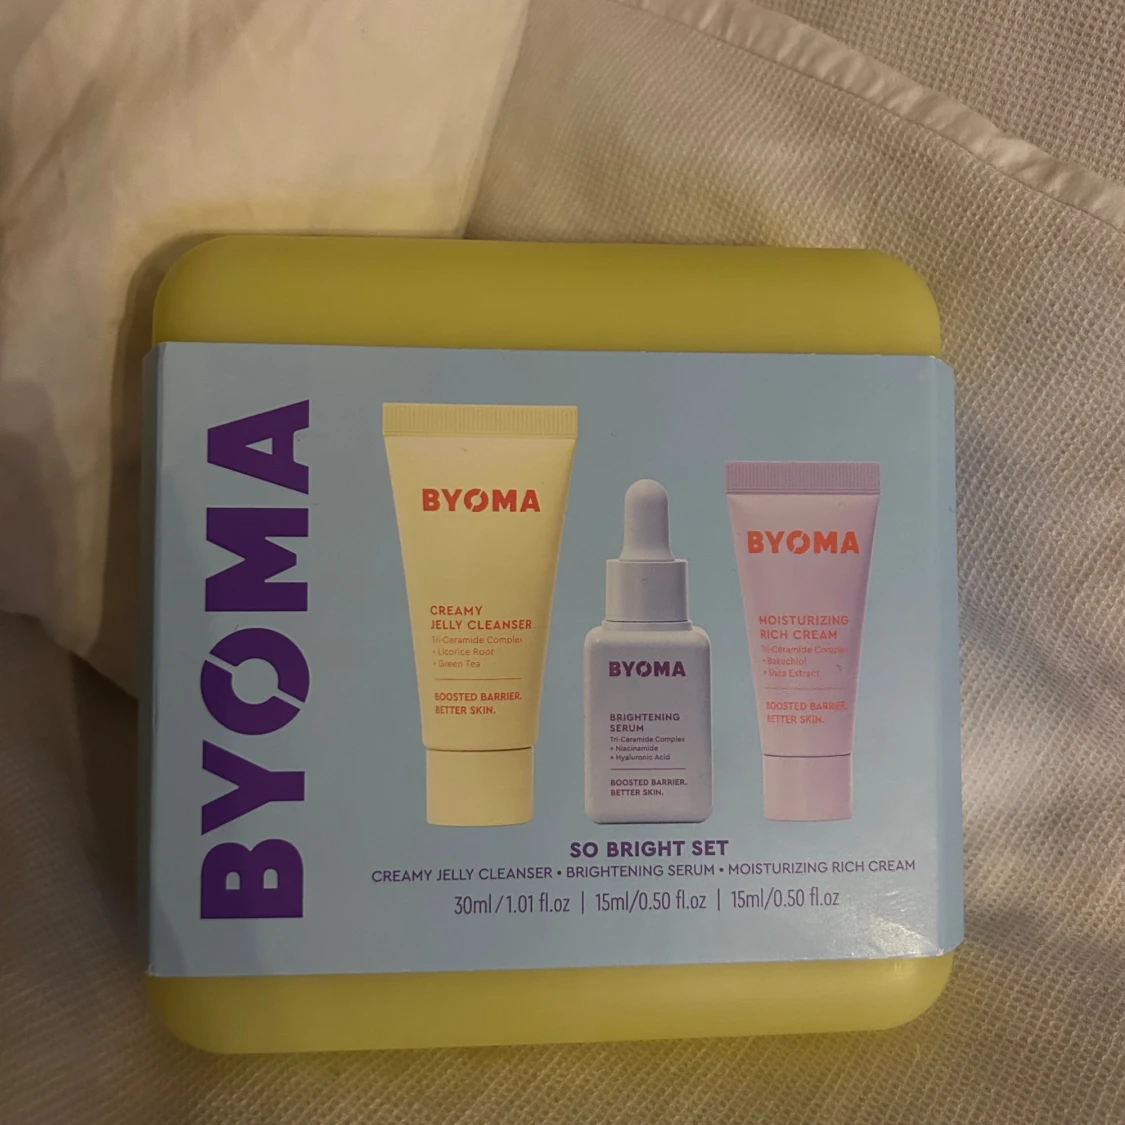 BYOMA
BYOMA
CREAMY
JELLY CLEANSER
Tri-Ceramide Complex
+ Licorice Root
+ Green Tea
BOOSTED BARRIER.
BETTER SKIN.
BYOMA
BRIGHTENING
SERUM
Tri-Ceramide Complex
+ Niacinamide
+ Hyaluronic Acid
BOOSTED BARRIER.
BETTER SKIN.
BYOMA
MOISTURIZING
RICH CREAM
Tri-Ceramide Complex
+ Bakuchiol
+ Shea Extract
BOOSTED BARRIER.
BETTER SKIN.
SO BRIGHT SET
CREAMY JELLY CLEANSER • BRIGHTENING SERUM • MOISTURIZING RICH CREAM
30ml/1.01 fl.oz | 15ml/0.50 fl.oz | 15ml/0.50 fl.oz